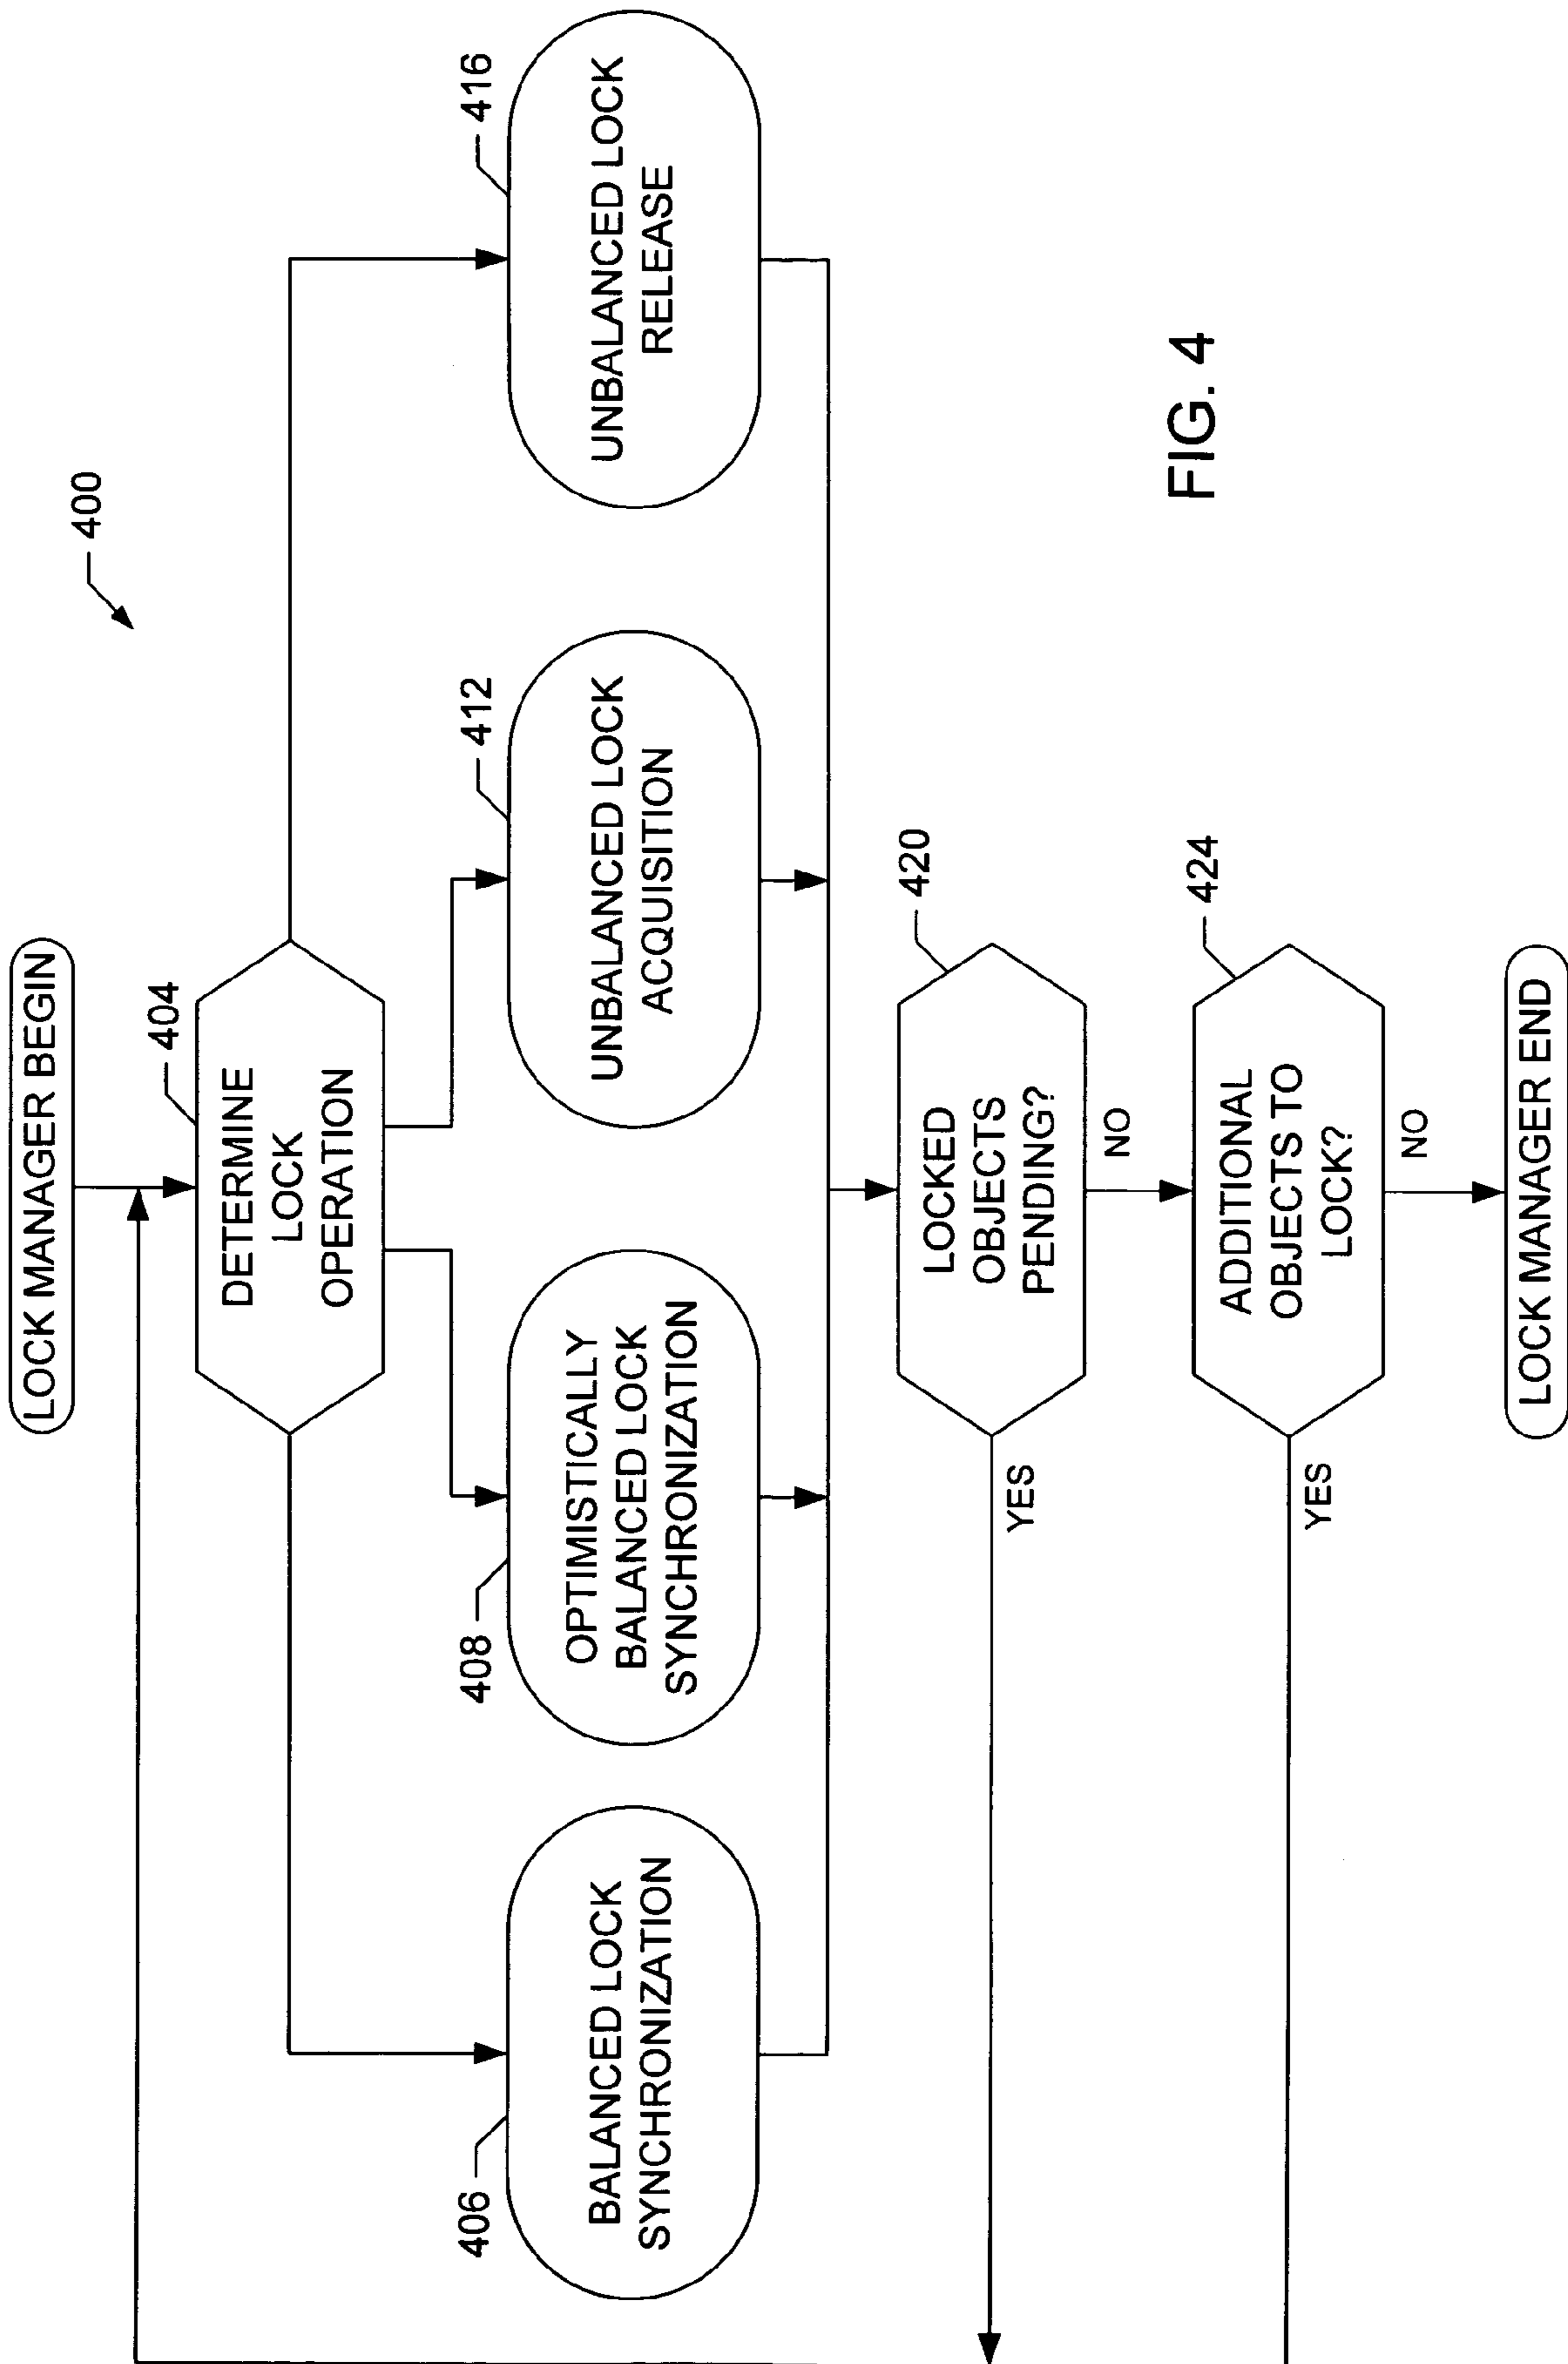 400
LOCK MANAGER BEGIN
404
DETERMINE
LOCK
OPERATION
406
BALANCED LOCK
SYNCHRONIZATION
408
OPTIMISTICALLY
BALANCED LOCK
SYNCHRONIZATION
412
UNBALANCED LOCK
ACQUISITION
416
UNBALANCED LOCK
RELEASE
420
LOCKED
OBJECTS
PENDING?
YES
NO
424
ADDITIONAL
OBJECTS TO
LOCK?
YES
NO
LOCK MANAGER END
FIG. 4